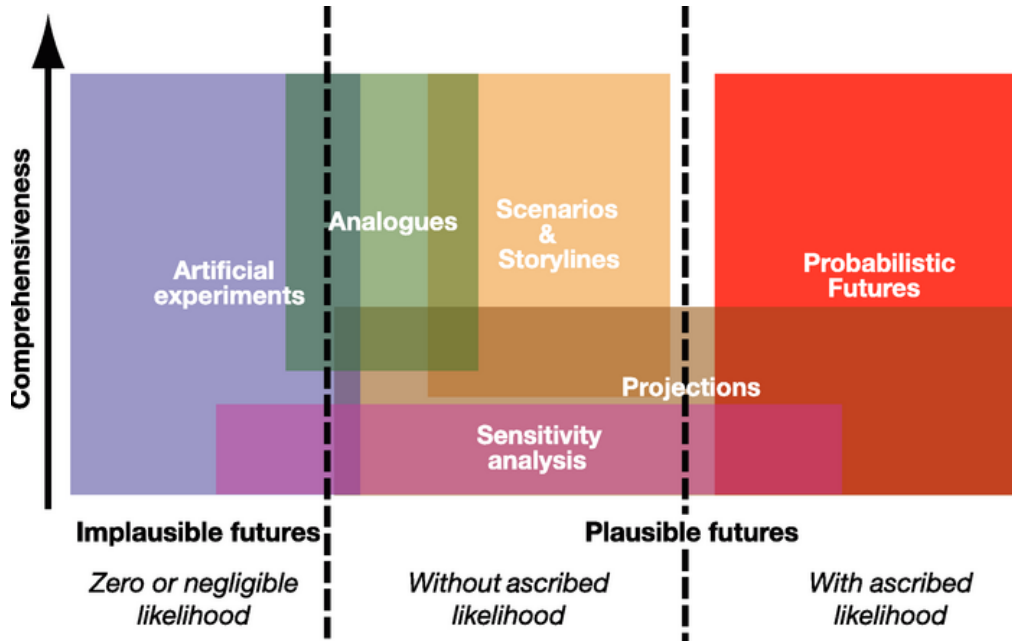 Comprehensiveness
Artificial
experiments
Analogues
Scenarios
&
Storylines
Probabilistic
Futures
Projections
Sensitivity
analysis
Implausible futures
Plausible futures
Zero or negligible
likelihood
Without ascribed
likelihood
With ascribed
likelihood